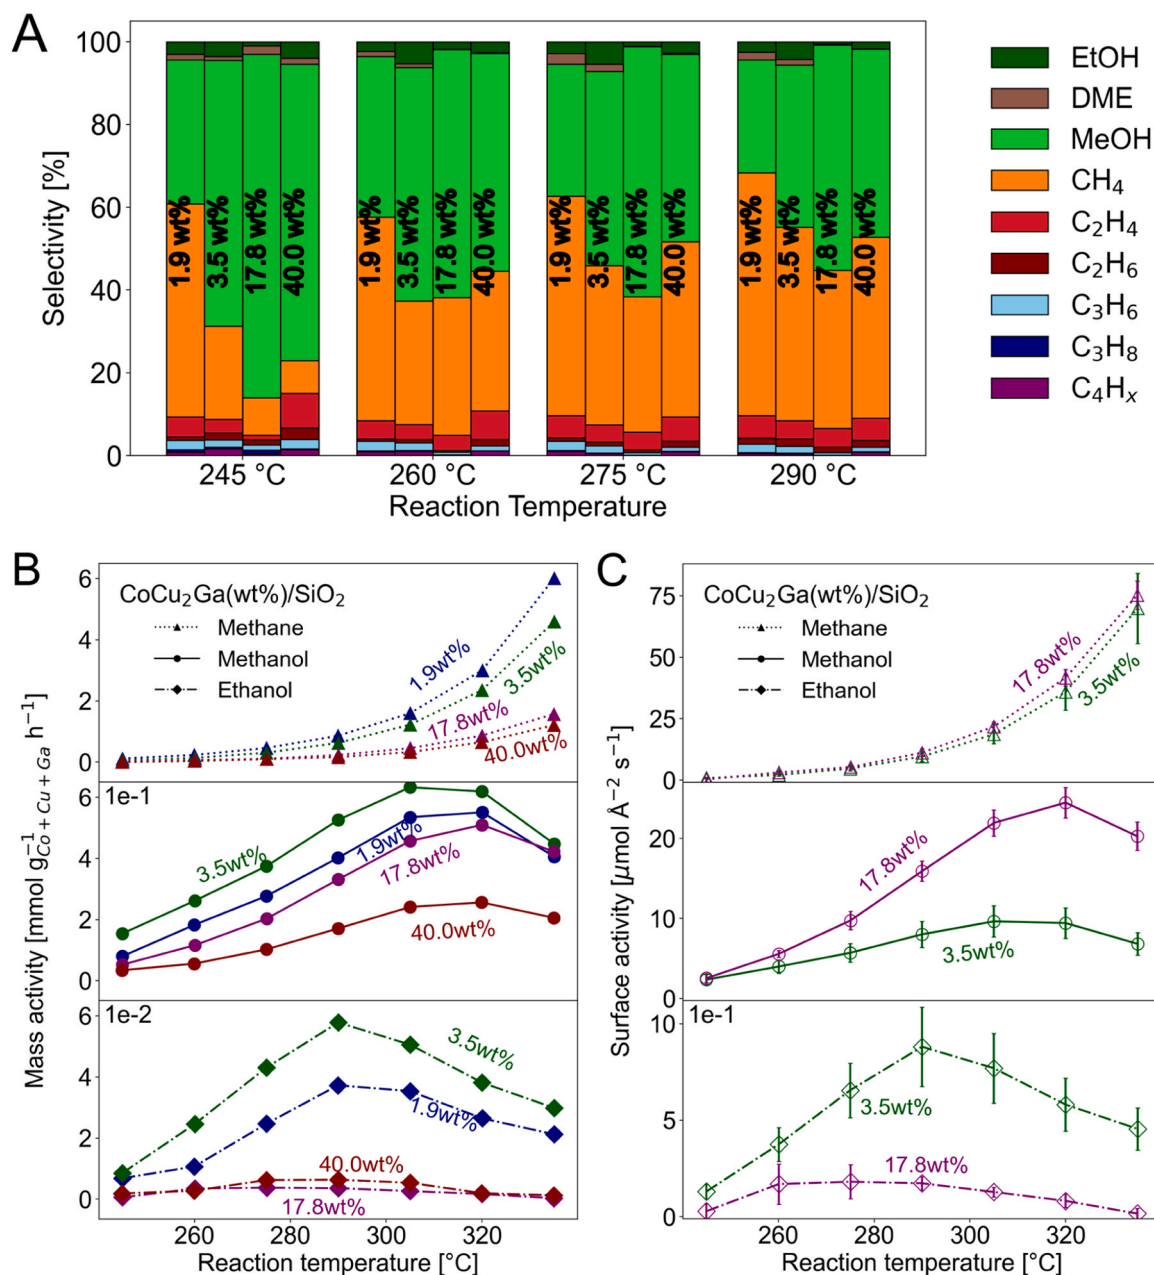 A
100
80
60
40
20
0
Selectivity [%]
1.9 wt%
3.5 wt%
17.8 wt%
40.0 wt%
1.9 wt%
3.5 wt%
17.8 wt%
40.0 wt%
1.9 wt%
3.5 wt%
17.8 wt%
40.0 wt%
1.9 wt%
3.5 wt%
17.8 wt%
40.0 wt%
245 °C
260 °C
275 °C
290 °C
Reaction Temperature
EtOH
DME
MeOH
CH₄
C₂H₄
C₂H₆
C₃H₆
C₃H₈
C₄Hₓ
B
CoCu₂Ga(wt%)/SiO₂
Methane
Methanol
Ethanol
6
4
2
0
1.9wt%
3.5wt%
17.8wt%
40.0wt%
1e-1
6
4
2
0
3.5wt%
1.9wt%
17.8wt%
40.0wt%
1e-2
6
4
2
0
3.5wt%
1.9wt%
40.0wt%
17.8wt%
Mass activity [mmol g⁻¹Co + Cu + Ga h⁻¹]
260
280
300
320
Reaction temperature [°C]
C
CoCu₂Ga(wt%)/SiO₂
Methane
Methanol
Ethanol
75
50
25
0
17.8wt%
3.5wt%
20
10
0
17.8wt%
3.5wt%
1e-1
10
5
0
3.5wt%
17.8wt%
Surface activity [μmol Å⁻² s⁻¹]
260
280
300
320
Reaction temperature [°C]